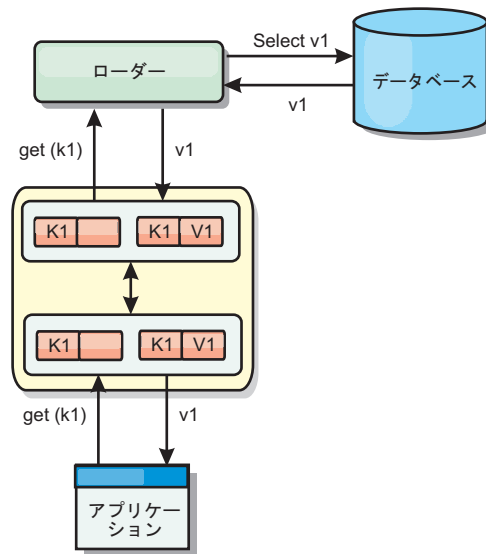 Select v1
ローダー
データベース
v1
get (k1)
v1
K1
K1 V1
K1
K1 V1
get (k1)
v1
アプリケー
ション